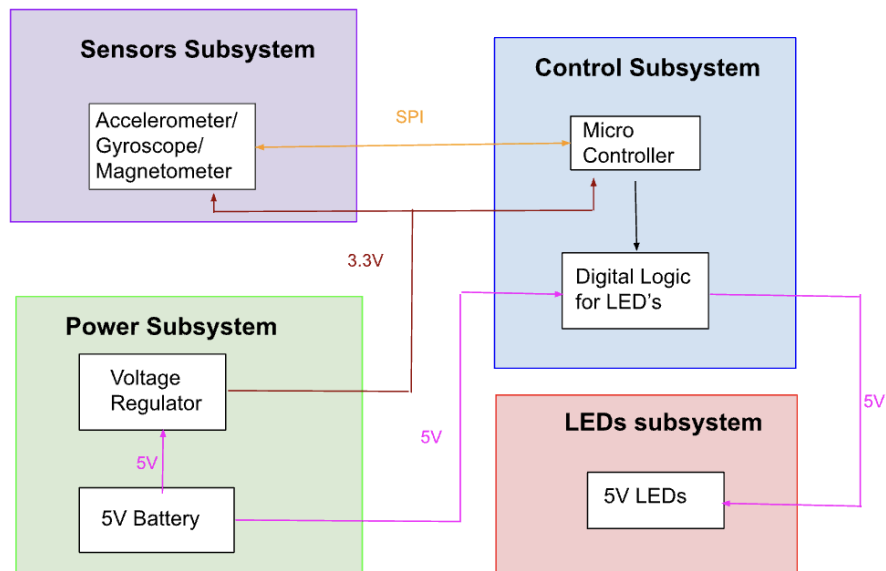 Sensors Subsystem
Accelerometer/
Gyroscope/
Magnetometer
SPI
Control Subsystem
Micro
Controller
Digital Logic
for LED's
3.3V
Power Subsystem
Voltage
Regulator
5V
5V Battery
5V
5V
LEDs subsystem
5V LEDs